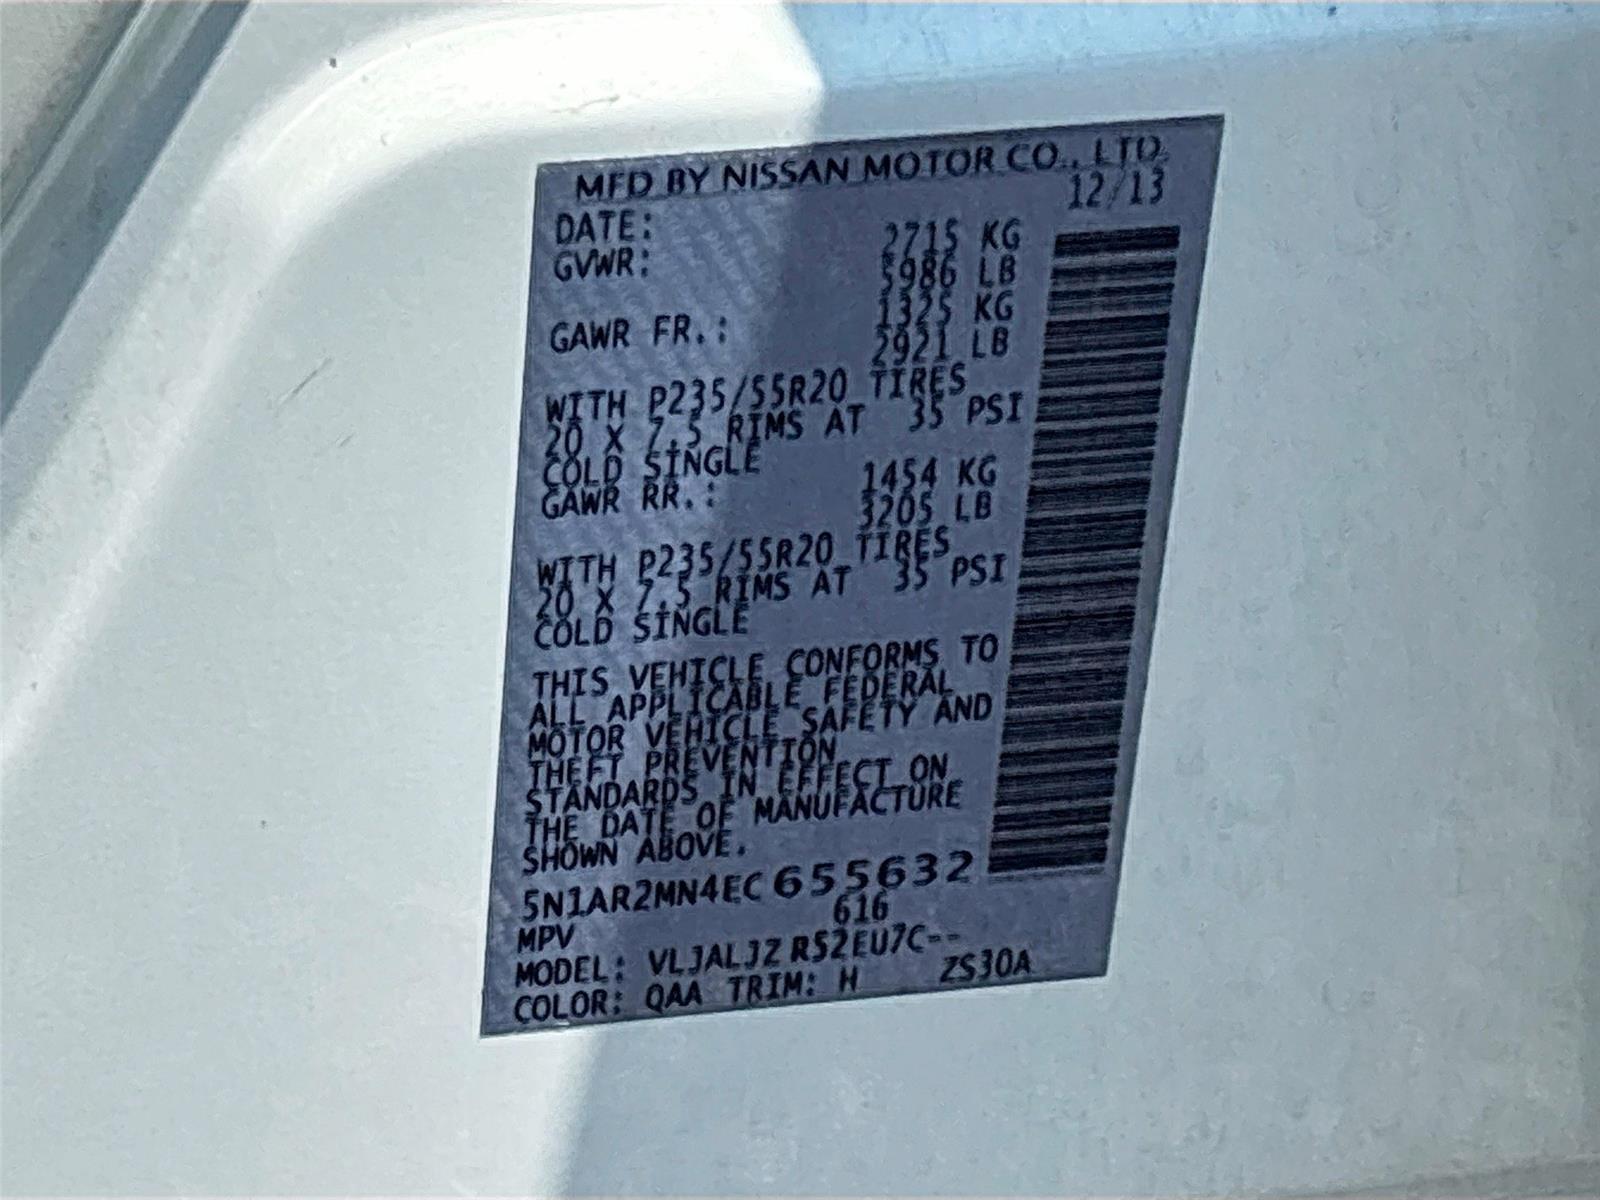 MFD BY NISSAN MOTOR CO., LTD.
DATE: 12/13
GVWR: 2715 KG
5986 LB
GAWR FR.: 1325 KG
2921 LB
WITH P235/55R20 TIRES
20 X 7.5 RIMS AT 35 PSI
COLD SINGLE
GAWR RR.: 1454 KG
3205 LB
WITH P235/55R20 TIRES
20 X 7.5 RIMS AT 35 PSI
COLD SINGLE
THIS VEHICLE CONFORMS TO
ALL APPLICABLE FEDERAL
MOTOR VEHICLE SAFETY AND
THEFT PREVENTION
STANDARDS IN EFFECT ON
THE DATE OF MANUFACTURE
SHOWN ABOVE.
5N1AR2MN4EC655632
MPV 616
MODEL: VLJALJZ R52EU7C--
COLOR: QAA TRIM: H ZS30A